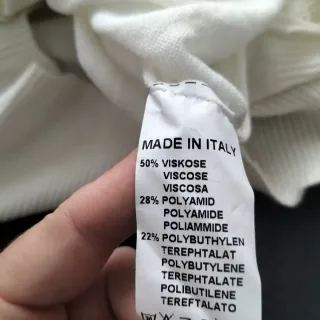 MADE IN ITALY
50% VISKOSE
VISCOSE
VISCOSA
28% POLYAMID
POLYAMIDE
POLIAMMIDE
22% POLYBUTHYLEN
TEREPHTALAT
POLYBUTYLENE
TEREPHTALATE
POLIBUTILENE
TEREFTALATO